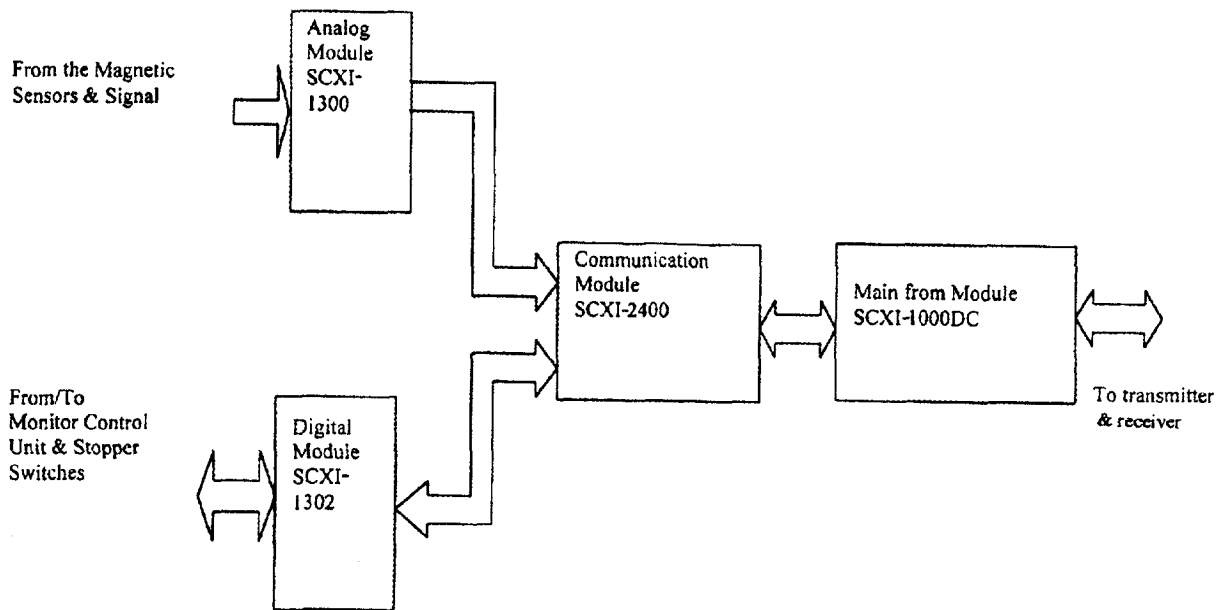 Analog
Module
SCXI-
1300
From the Magnetic
Sensors & Signal
Communication
Module
SCXI-2400
Main from Module
SCXI-1000DC
To transmitter
& receiver
From/To
Monitor Control
Unit & Stopper
Switches
Digital
Module
SCXI-
1302